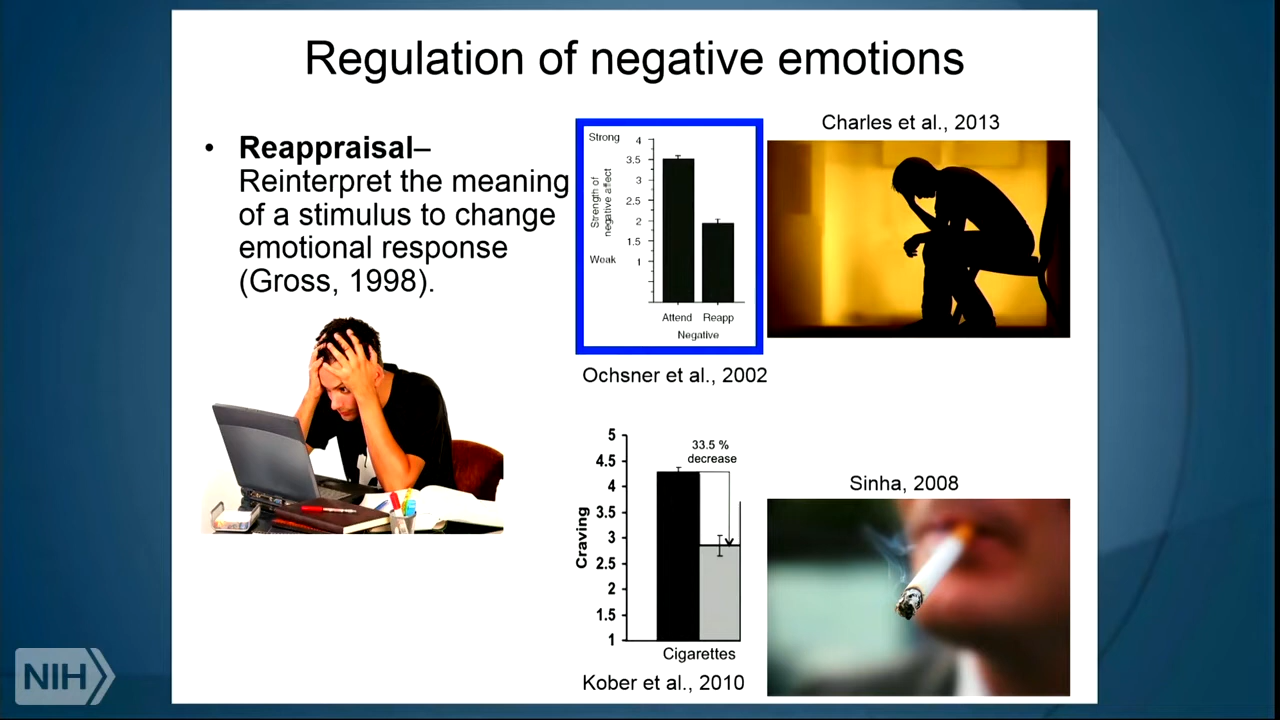 Regulation of negative emotions
• Reappraisal–
Reinterpret the meaning
of a stimulus to change
emotional response
(Gross, 1998).
Strong
Strength of
negative affect
Weak
4
3.5
3
2.5
2
1.5
1
Attend Reapp
Negative
Ochsner et al., 2002
Charles et al., 2013
5
4.5
4
3.5
3
2.5
2
1.5
1
Craving
33.5 %
decrease
Cigarettes
Kober et al., 2010
Sinha, 2008
NIH